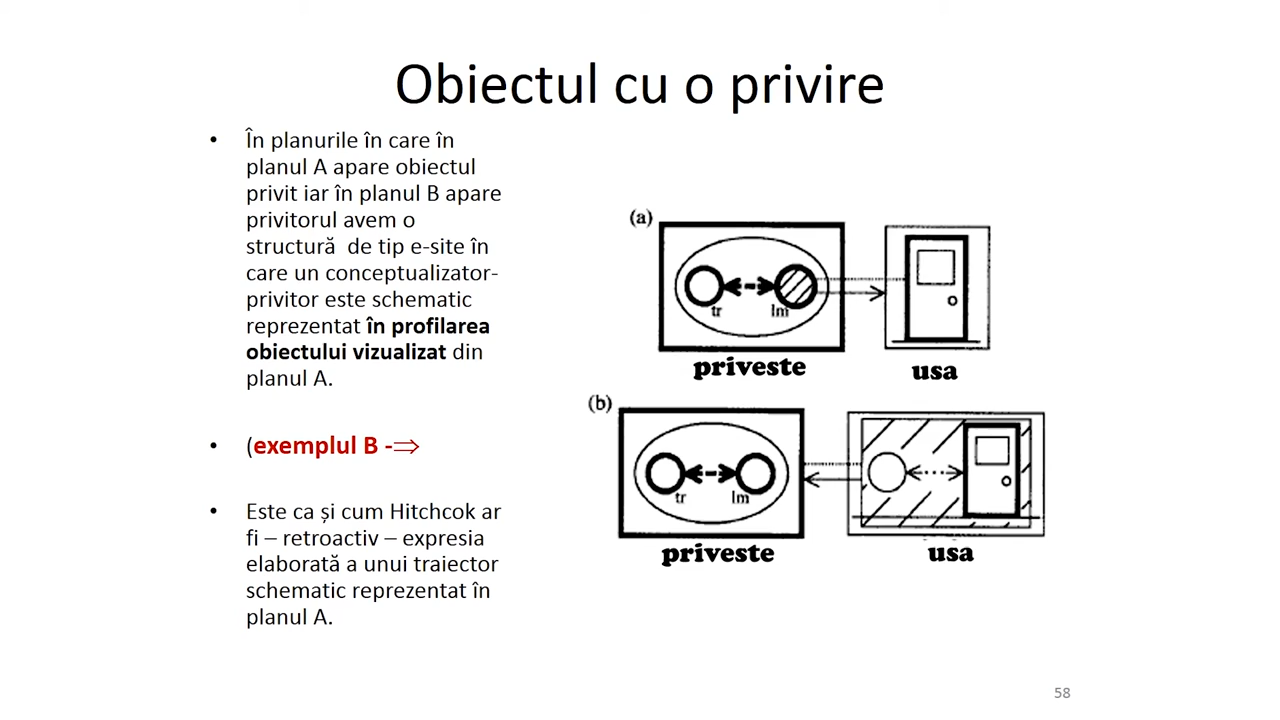 Obiectul cu o privire
• În planurile în care în
planul A apare obiectul
privit iar în planul B apare
privitorul avem o
structură de tip e-site în
care un conceptualizator-
privitor este schematic
reprezentat în profilarea
obiectului vizualizat din
planul A.
• (exemplul B -⇒
• Este ca și cum Hitchcok ar
fi – retroactiv – expresia
elaborată a unui traiector
schematic reprezentat în
planul A.
(a)
tr lm
priveste usa
(b)
tr lm
priveste usa
58